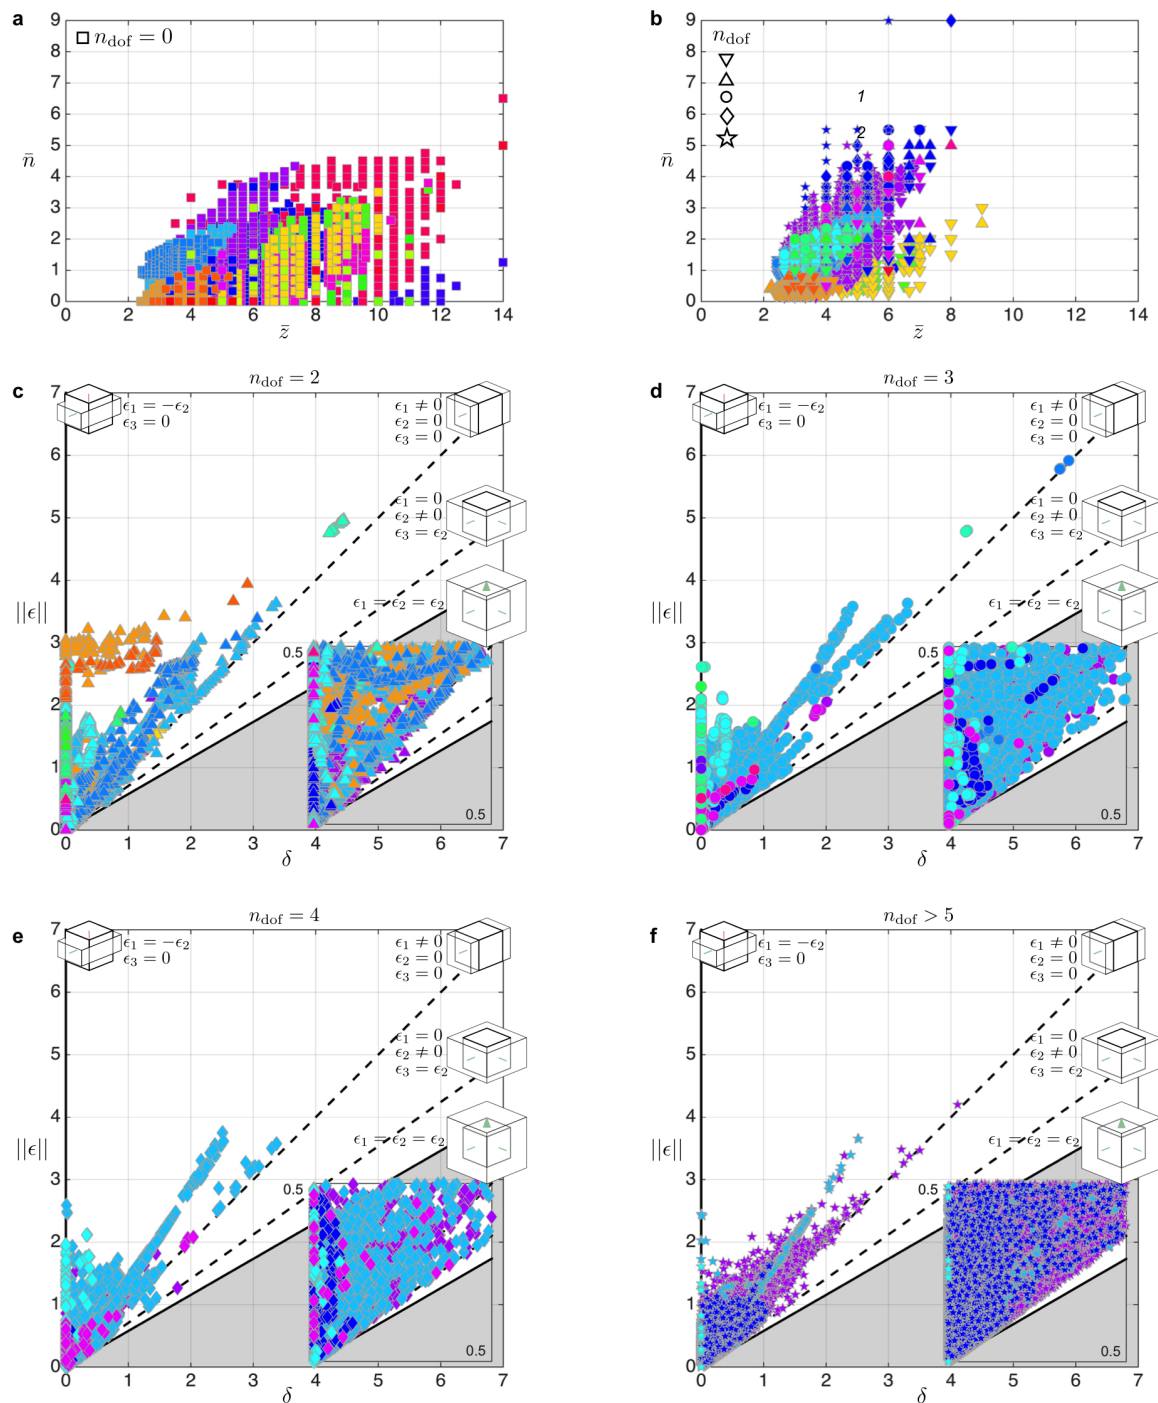 a
□ n_dof = 0
9
8
7
6
5
4
3
2
1
0
n̄
0 2 4 6 8 10 12 14
z̄
b
n_dof
1
2
9
8
7
6
5
4
3
2
1
0
n̄
0 2 4 6 8 10 12 14
z̄
c
n_dof = 2
ϵ₁ = −ϵ₂
ϵ₃ = 0
ϵ₁ ≠ 0
ϵ₂ = 0
ϵ₃ = 0
ϵ₁ = 0
ϵ₂ ≠ 0
ϵ₃ = ϵ₂
ϵ₁ = ϵ₂ = ϵ₂
7
6
5
4
3
2
1
0
||ϵ||
0.5
0.5
0 1 2 3 4 5 6 7
δ
d
n_dof = 3
ϵ₁ = −ϵ₂
ϵ₃ = 0
ϵ₁ ≠ 0
ϵ₂ = 0
ϵ₃ = 0
ϵ₁ = 0
ϵ₂ ≠ 0
ϵ₃ = ϵ₂
ϵ₁ = ϵ₂ = ϵ₂
7
6
5
4
3
2
1
0
||ϵ||
0.5
0.5
0 1 2 3 4 5 6 7
δ
e
n_dof = 4
ϵ₁ = −ϵ₂
ϵ₃ = 0
ϵ₁ ≠ 0
ϵ₂ = 0
ϵ₃ = 0
ϵ₁ = 0
ϵ₂ ≠ 0
ϵ₃ = ϵ₂
ϵ₁ = ϵ₂ = ϵ₂
7
6
5
4
3
2
1
0
||ϵ||
0.5
0.5
0 1 2 3 4 5 6 7
δ
f
n_dof > 5
ϵ₁ = −ϵ₂
ϵ₃ = 0
ϵ₁ ≠ 0
ϵ₂ = 0
ϵ₃ = 0
ϵ₁ = 0
ϵ₂ ≠ 0
ϵ₃ = ϵ₂
ϵ₁ = ϵ₂ = ϵ₂
7
6
5
4
3
2
1
0
||ϵ||
0.5
0.5
0 1 2 3 4 5 6 7
δ